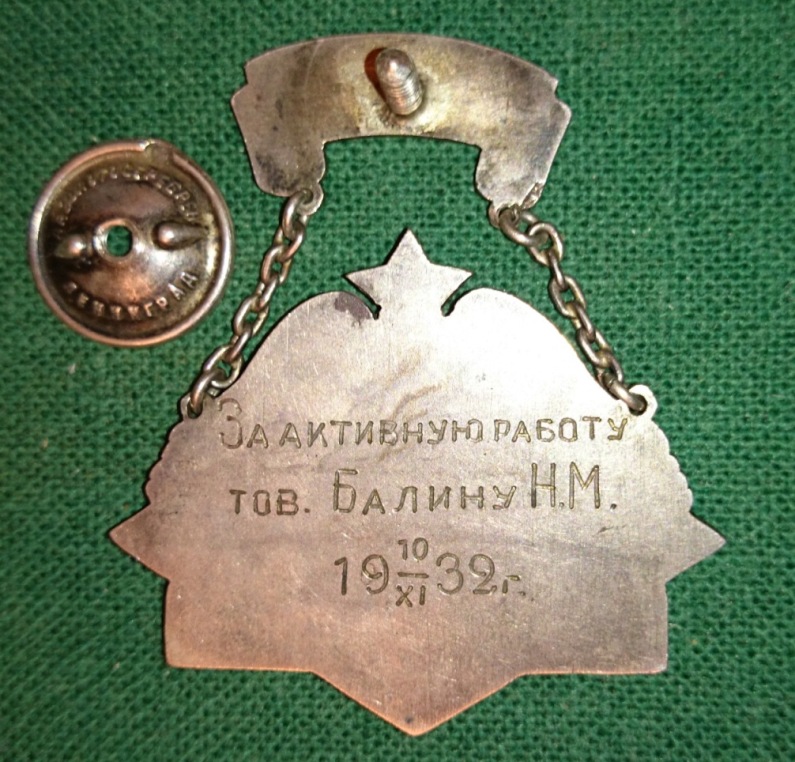 За активную работу
тов. Балину Н.М.
19 10/XI 32г.
ЛЕНИНГРАД